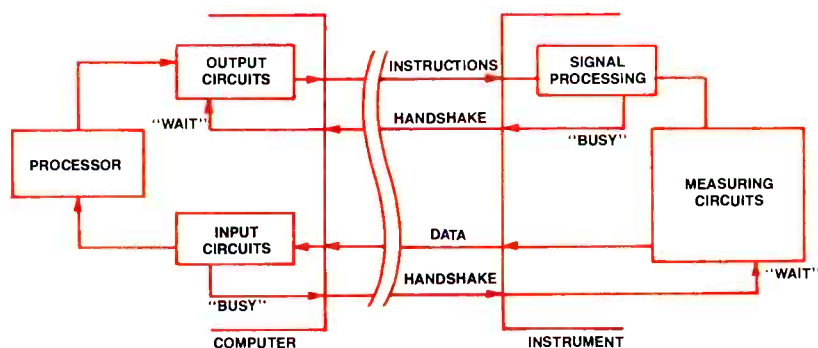 OUTPUT
CIRCUITS
INSTRUCTIONS
SIGNAL
PROCESSING
"WAIT"
HANDSHAKE
"BUSY"
PROCESSOR
MEASURING
CIRCUITS
INPUT
CIRCUITS
DATA
"BUSY"
HANDSHAKE
"WAIT"
COMPUTER
INSTRUMENT